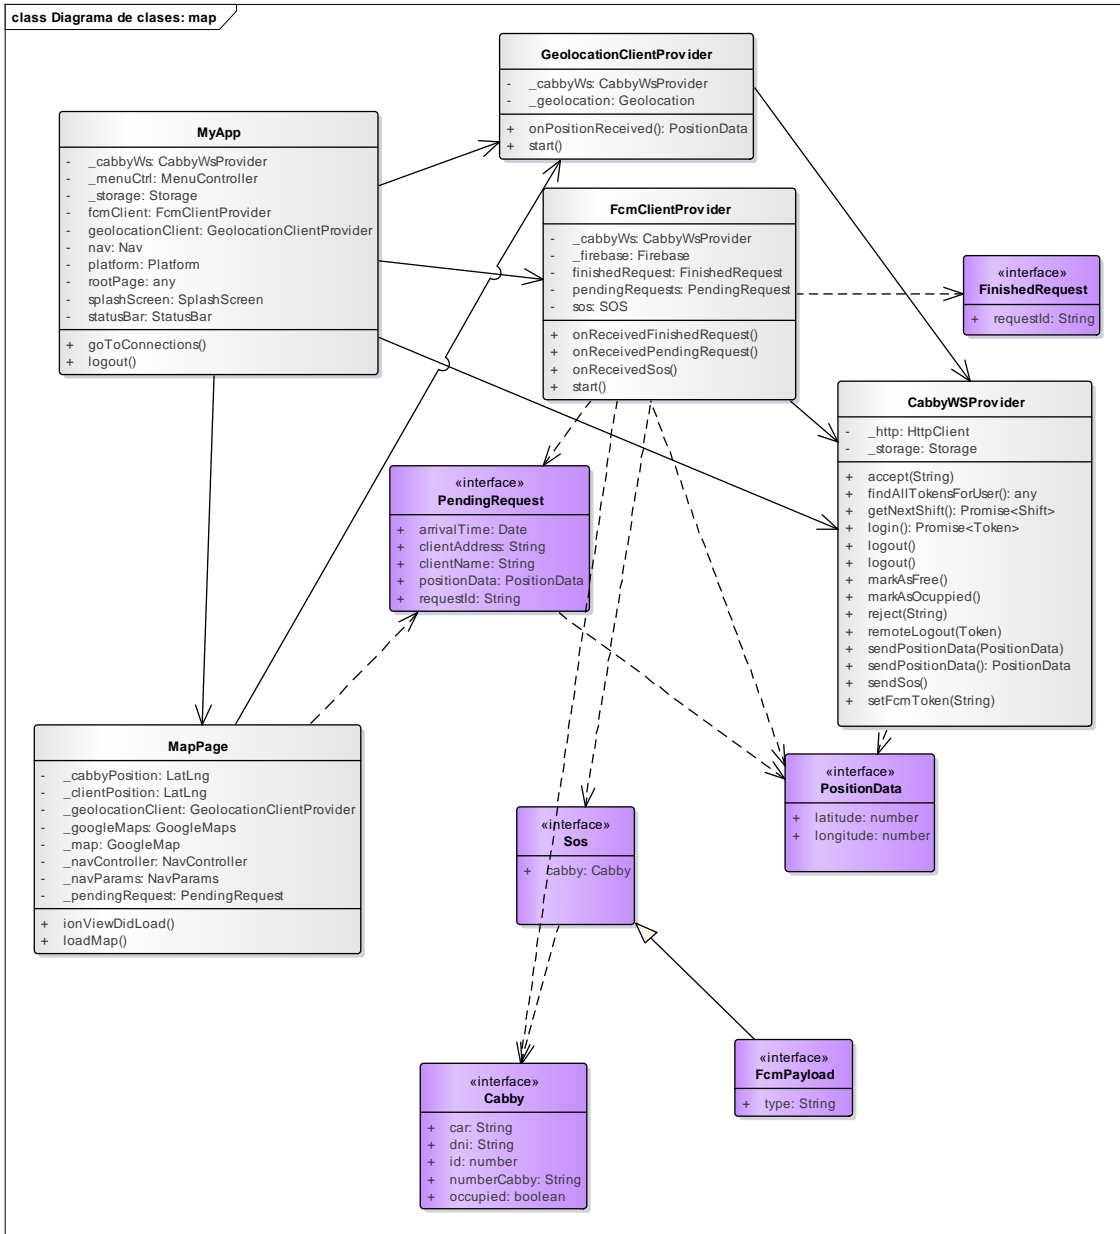 class Diagrama de clases: map
GeolocationClientProvider
- _cabbyWs: CabbyWsProvider
- _geolocation: Geolocation
+ onPositionReceived(): PositionData
+ start()
MyApp
- _cabbyWs: CabbyWsProvider
- _menuCtrl: MenuController
- _storage: Storage
- fcmClient: FcmClientProvider
- geolocationClient: GeolocationClientProvider
- nav: Nav
- platform: Platform
- rootPage: any
- splashScreen: SplashScreen
- statusBar: StatusBar
+ goToConnections()
+ logout()
FcmClientProvider
- _cabbyWs: CabbyWsProvider
- _firebase: Firebase
- finishedRequest: FinishedRequest
- pendingRequests: PendingRequest
- sos: SOS
+ onReceivedFinishedRequest()
+ onReceivedPendingRequest()
+ onReceivedSos()
+ start()
«interface»
FinishedRequest
+ requestId: String
CabbyWSProvider
- _http: HttpClient
- _storage: Storage
+ accept(String)
+ findAllTokensForUser(): any
+ getNextShift(): Promise<Shift>
+ login(): Promise<Token>
+ logout()
+ logout()
+ markAsFree()
+ markAsOcuppied()
+ reject(String)
+ remoteLogout(Token)
+ sendPositionData(PositionData)
+ sendPositionData(): PositionData
+ sendSos()
+ setFcmToken(String)
«interface»
PendingRequest
+ arrivalTime: Date
+ clientAddress: String
+ clientName: String
+ positionData: PositionData
+ requestId: String
MapPage
- _cabbyPosition: LatLng
- _clientPosition: LatLng
- _geolocationClient: GeolocationClientProvider
- _googleMaps: GoogleMaps
- _map: GoogleMap
- _navController: NavController
- _navParams: NavParams
- _pendingRequest: PendingRequest
+ ionViewDidLoad()
+ loadMap()
«interface»
PositionData
+ latitude: number
+ longitude: number
«interface»
Sos
+ cabby: Cabby
«interface»
FcmPayload
+ type: String
«interface»
Cabby
+ car: String
+ dni: String
+ id: number
+ numberCabby: String
+ occupied: boolean